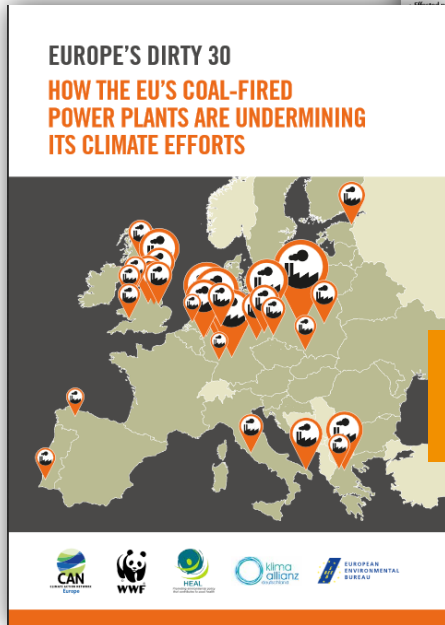 EUROPE'S DIRTY 30
HOW THE EU'S COAL-FIRED
POWER PLANTS ARE UNDERMINING
ITS CLIMATE EFFORTS
CAN
CLIMATE ACTION NETWORK
Europe
WWF
HEAL
klima
allianz
deutschland
EUROPEAN
ENVIRONMENTAL
BUREAU